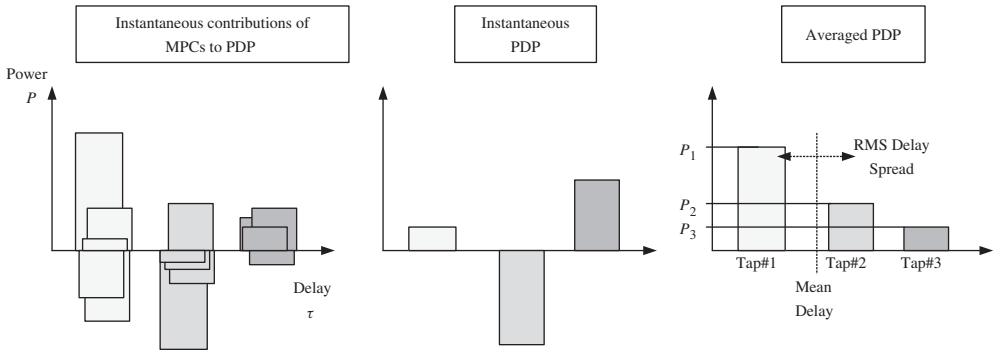 Instantaneous contributions of
MPCs to PDP
Instantaneous
PDP
Averaged PDP
Power
P
Delay
τ
P1
P2
P3
RMS Delay
Spread
Tap#1
Tap#2
Tap#3
Mean
Delay